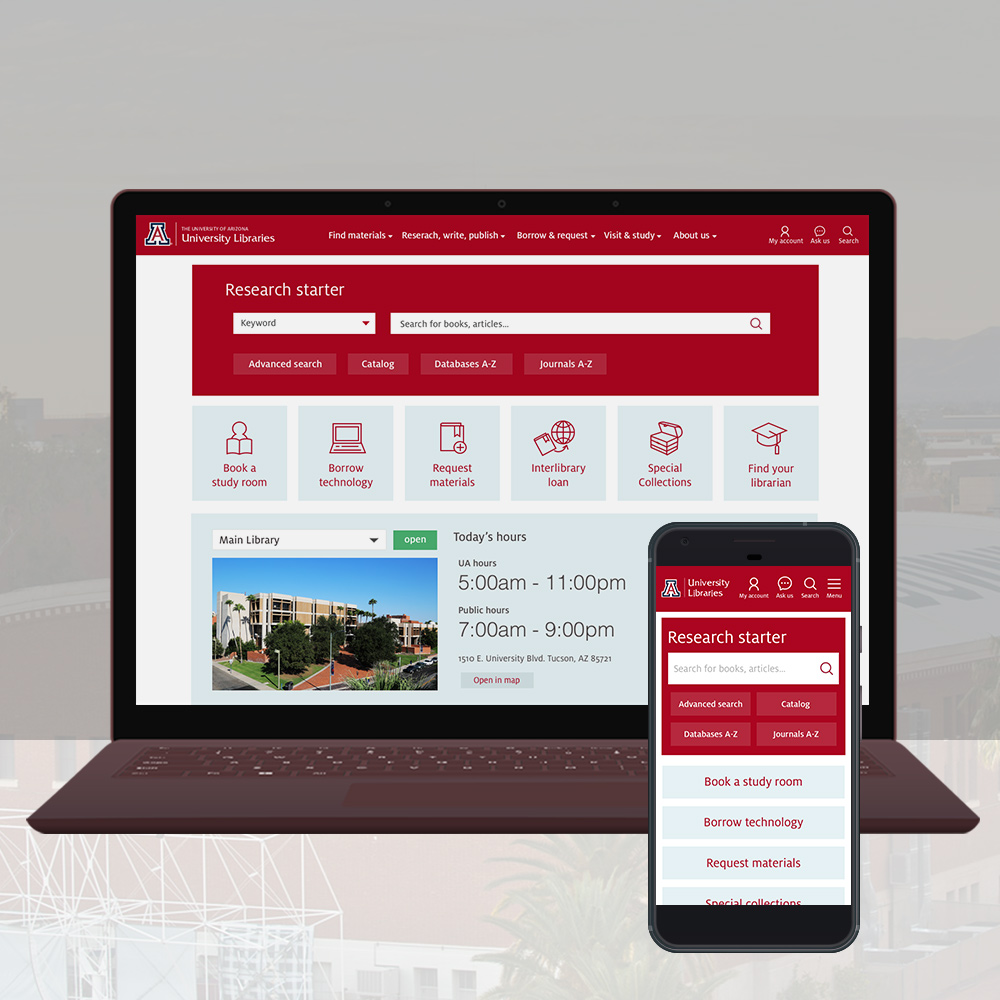 THE UNIVERSITY OF ARIZONA
University Libraries
Find materials Reserach, write, publish Borrow & request Visit & study About us
My account Ask us Search
Research starter
Keyword Search for books, articles...
Advanced search Catalog Databases A-Z Journals A-Z
Book a
study room
Borrow
technology
Request
materials
Interlibrary
loan
Special
Collections
Find your
librarian
Main Library open
Today's hours
UA hours
5:00am - 11:00pm
Public hours
7:00am - 9:00pm
1510 E. University Blvd. Tucson, AZ 85721
Open in map
A University
Libraries
My account Ask us Search Menu
Research starter
Search for books, articles...
Advanced search Catalog
Databases A-Z Journals A-Z
Book a study room
Borrow technology
Request materials
Special collections